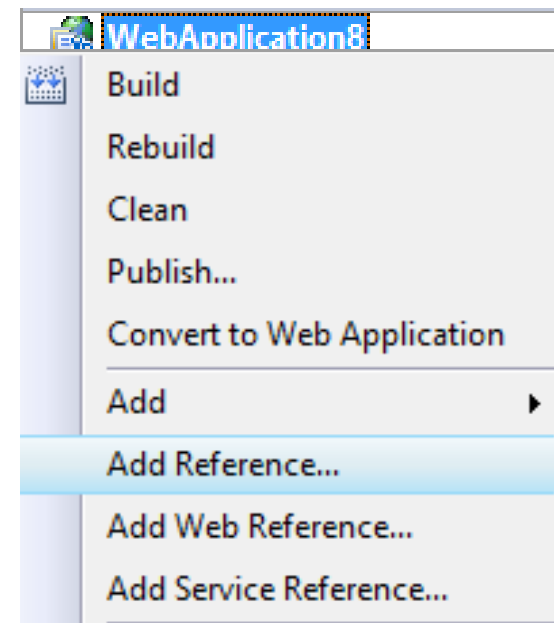 WebApplication8
Build
Rebuild
Clean
Publish...
Convert to Web Application
Add
Add Reference...
Add Web Reference...
Add Service Reference...